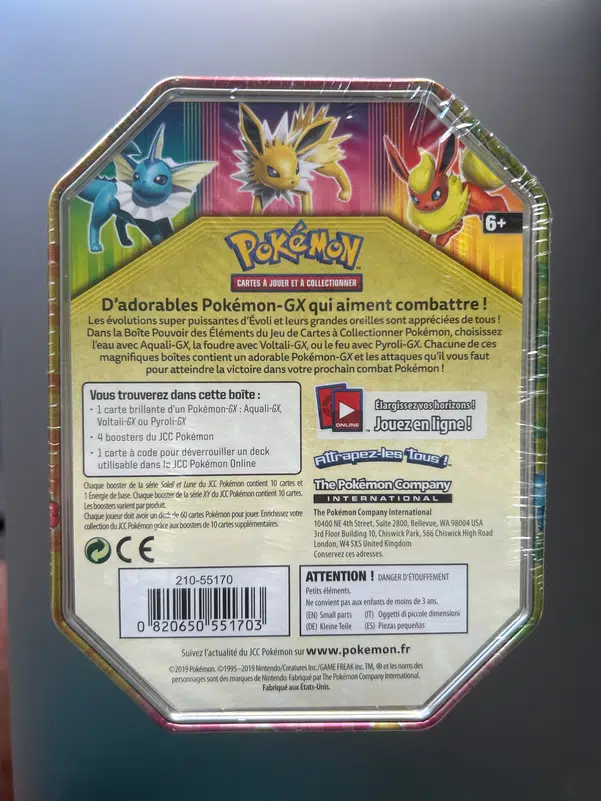 6+
POKÉMON
CARTES À JOUER ET À COLLECTIONNER
D'adorables Pokémon-GX qui aiment combattre !
Les évolutions super puissantes d'Évoli et leurs grandes oreilles sont appréciées de tous !
Dans la Boîte Pouvoir des Éléments du Jeu de Cartes à Collectionner Pokémon, choisissez
l'eau avec Aquali-GX, la foudre avec Voltali-GX, ou le feu avec Pyroli-GX. Chacune de ces
magnifiques boîtes contient un adorable Pokémon-GX et les attaques qu'il vous faut
pour atteindre la victoire dans votre prochain combat Pokémon !
Vous trouverez dans cette boîte :
• 1 carte brillante d'un Pokémon-GX : Aquali-GX,
Voltali-GX ou Pyroli-GX
• 4 boosters du JCC Pokémon
• 1 carte à code pour déverrouiller un deck
utilisable dans le JCC Pokémon Online
ONLINE
Élargissez vos horizons !
Jouez en ligne !
Attrapez-les tous !™
The Pokémon Company
INTERNATIONAL
Chaque booster de la série Soleil et Lune du JCC Pokémon contient 10 cartes et
1 Énergie de base. Chaque booster de la série XY du JCC Pokémon contient 10 cartes.
Les boosters varient par produit.
Chaque joueur doit avoir un deck de 60 cartes Pokémon pour jouer. Enrichissez votre
collection du JCC Pokémon grâce aux boosters de 10 cartes supplémentaires.
The Pokémon Company International
10400 NE 4th Street, Suite 2800, Bellevue, WA 98004 USA
3rd Floor Building 10, Chiswick Park, 566 Chiswick High Road
London, W4 5XS United Kingdom
Conservez ces adresses.
CE
210-55170
0 820650 551703
ATTENTION ! DANGER D'ÉTOUFFEMENT
Petits éléments.
Ne convient pas aux enfants de moins de 3 ans.
(EN) Small parts (IT) Oggetti di piccole dimensioni
(DE) Kleine Teile (ES) Piezas pequeñas
Suivez l'actualité du JCC Pokémon sur www.pokemon.fr
©2019 Pokémon. ©1995–2019 Nintendo/Creatures Inc./GAME FREAK inc. TM, ® et les noms des
personnages sont des marques de Nintendo. Fabriqué par The Pokémon Company International.
Fabriqué aux États-Unis.